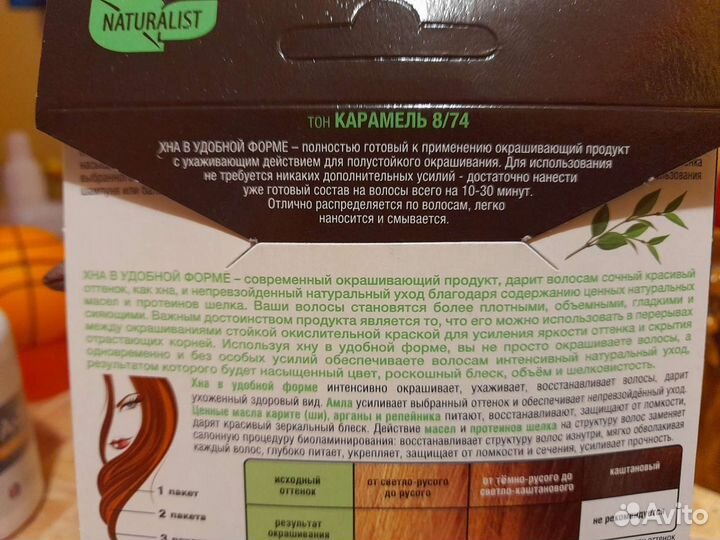 NATURALIST
тон КАРАМЕЛЬ 8/74
ХНА В УДОБНОЙ ФОРМЕ – полностью готовый к применению окрашивающий продукт
с ухаживающим действием для полустойкого окрашивания. Для использования
не требуется никаких дополнительных усилий - достаточно нанести
уже готовый состав на волосы всего на 10-30 минут.
Отлично распределяется по волосам, легко
наносится и смывается.
ХНА В УДОБНОЙ ФОРМЕ – современный окрашивающий продукт, дарит волосам сочный красивый
оттенок, как хна, и непревзойденный натуральный уход благодаря содержанию ценных натуральных
масел и протеинов шелка. Ваши волосы становятся более плотными, объемными, гладкими и
сияющими. Важным достоинством продукта является то, что его можно использовать в перерывах
между окрашиваниями стойкой окислительной краской для усиления яркости оттенка и скрытия
отрастающих корней. Используя хну в удобной форме, вы не просто окрашиваете волосы, а
одновременно и без особых усилий обеспечиваете волосам интенсивный натуральный уход,
результатом которого будет насыщенный цвет, роскошный блеск, объём и шелковистость.
Хна в удобной форме интенсивно окрашивает, ухаживает, восстанавливает волосы, дарит
ухоженный здоровый вид. Амла усиливает выбранный оттенок и обеспечивает непревзойдённый уход.
Ценные масла карите (ши), арганы и репейника питают, восстанавливают, защищают от ломкости,
дарят красивый зеркальный блеск. Действие масел и протеинов шелка на структуру волос заменяет
салонную процедуру биоламинирования: восстанавливает структуру волос изнутри, мягко обволакивая
каждый волос, глубоко питает, укрепляет, защищает от ломкости и сечения, усиливает прочность.
исходный оттенок
от светло-русого до русого
от тёмно-русого до светло-каштанового
каштановый
1 пакет
2 пакета
результат окрашивания
не рекомендуется
оттенок
Avito